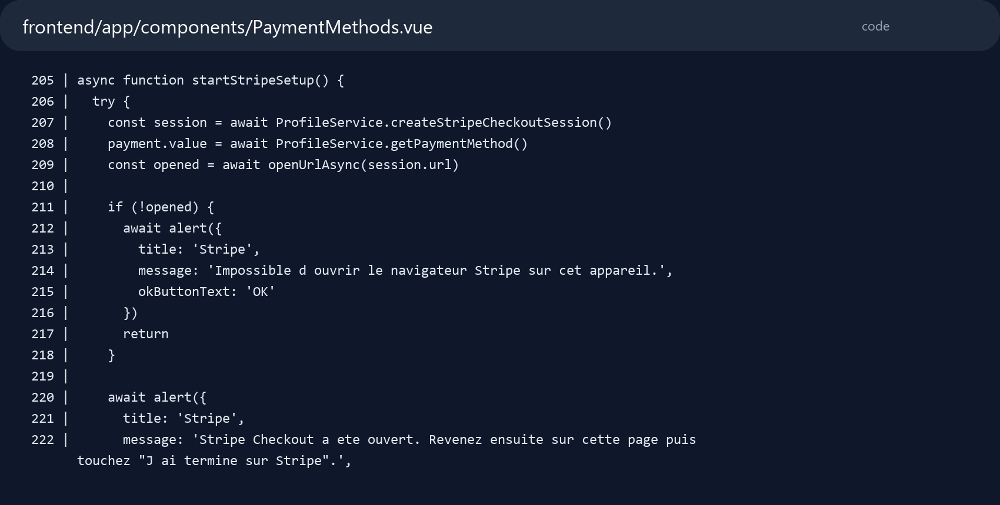 frontend/app/components/PaymentMethods.vue
code
205 | async function startStripeSetup() {
206 |   try {
207 |     const session = await ProfileService.createStripeCheckoutSession()
208 |     payment.value = await ProfileService.getPaymentMethod()
209 |     const opened = await openUrlAsync(session.url)
210 |
211 |     if (!opened) {
212 |       await alert({
213 |         title: 'Stripe',
214 |         message: 'Impossible d ouvrir le navigateur Stripe sur cet appareil.',
215 |         okButtonText: 'OK'
216 |       })
217 |       return
218 |     }
219 |
220 |     await alert({
221 |       title: 'Stripe',
222 |       message: 'Stripe Checkout a ete ouvert. Revenez ensuite sur cette page puis
touchez "J ai termine sur Stripe".',